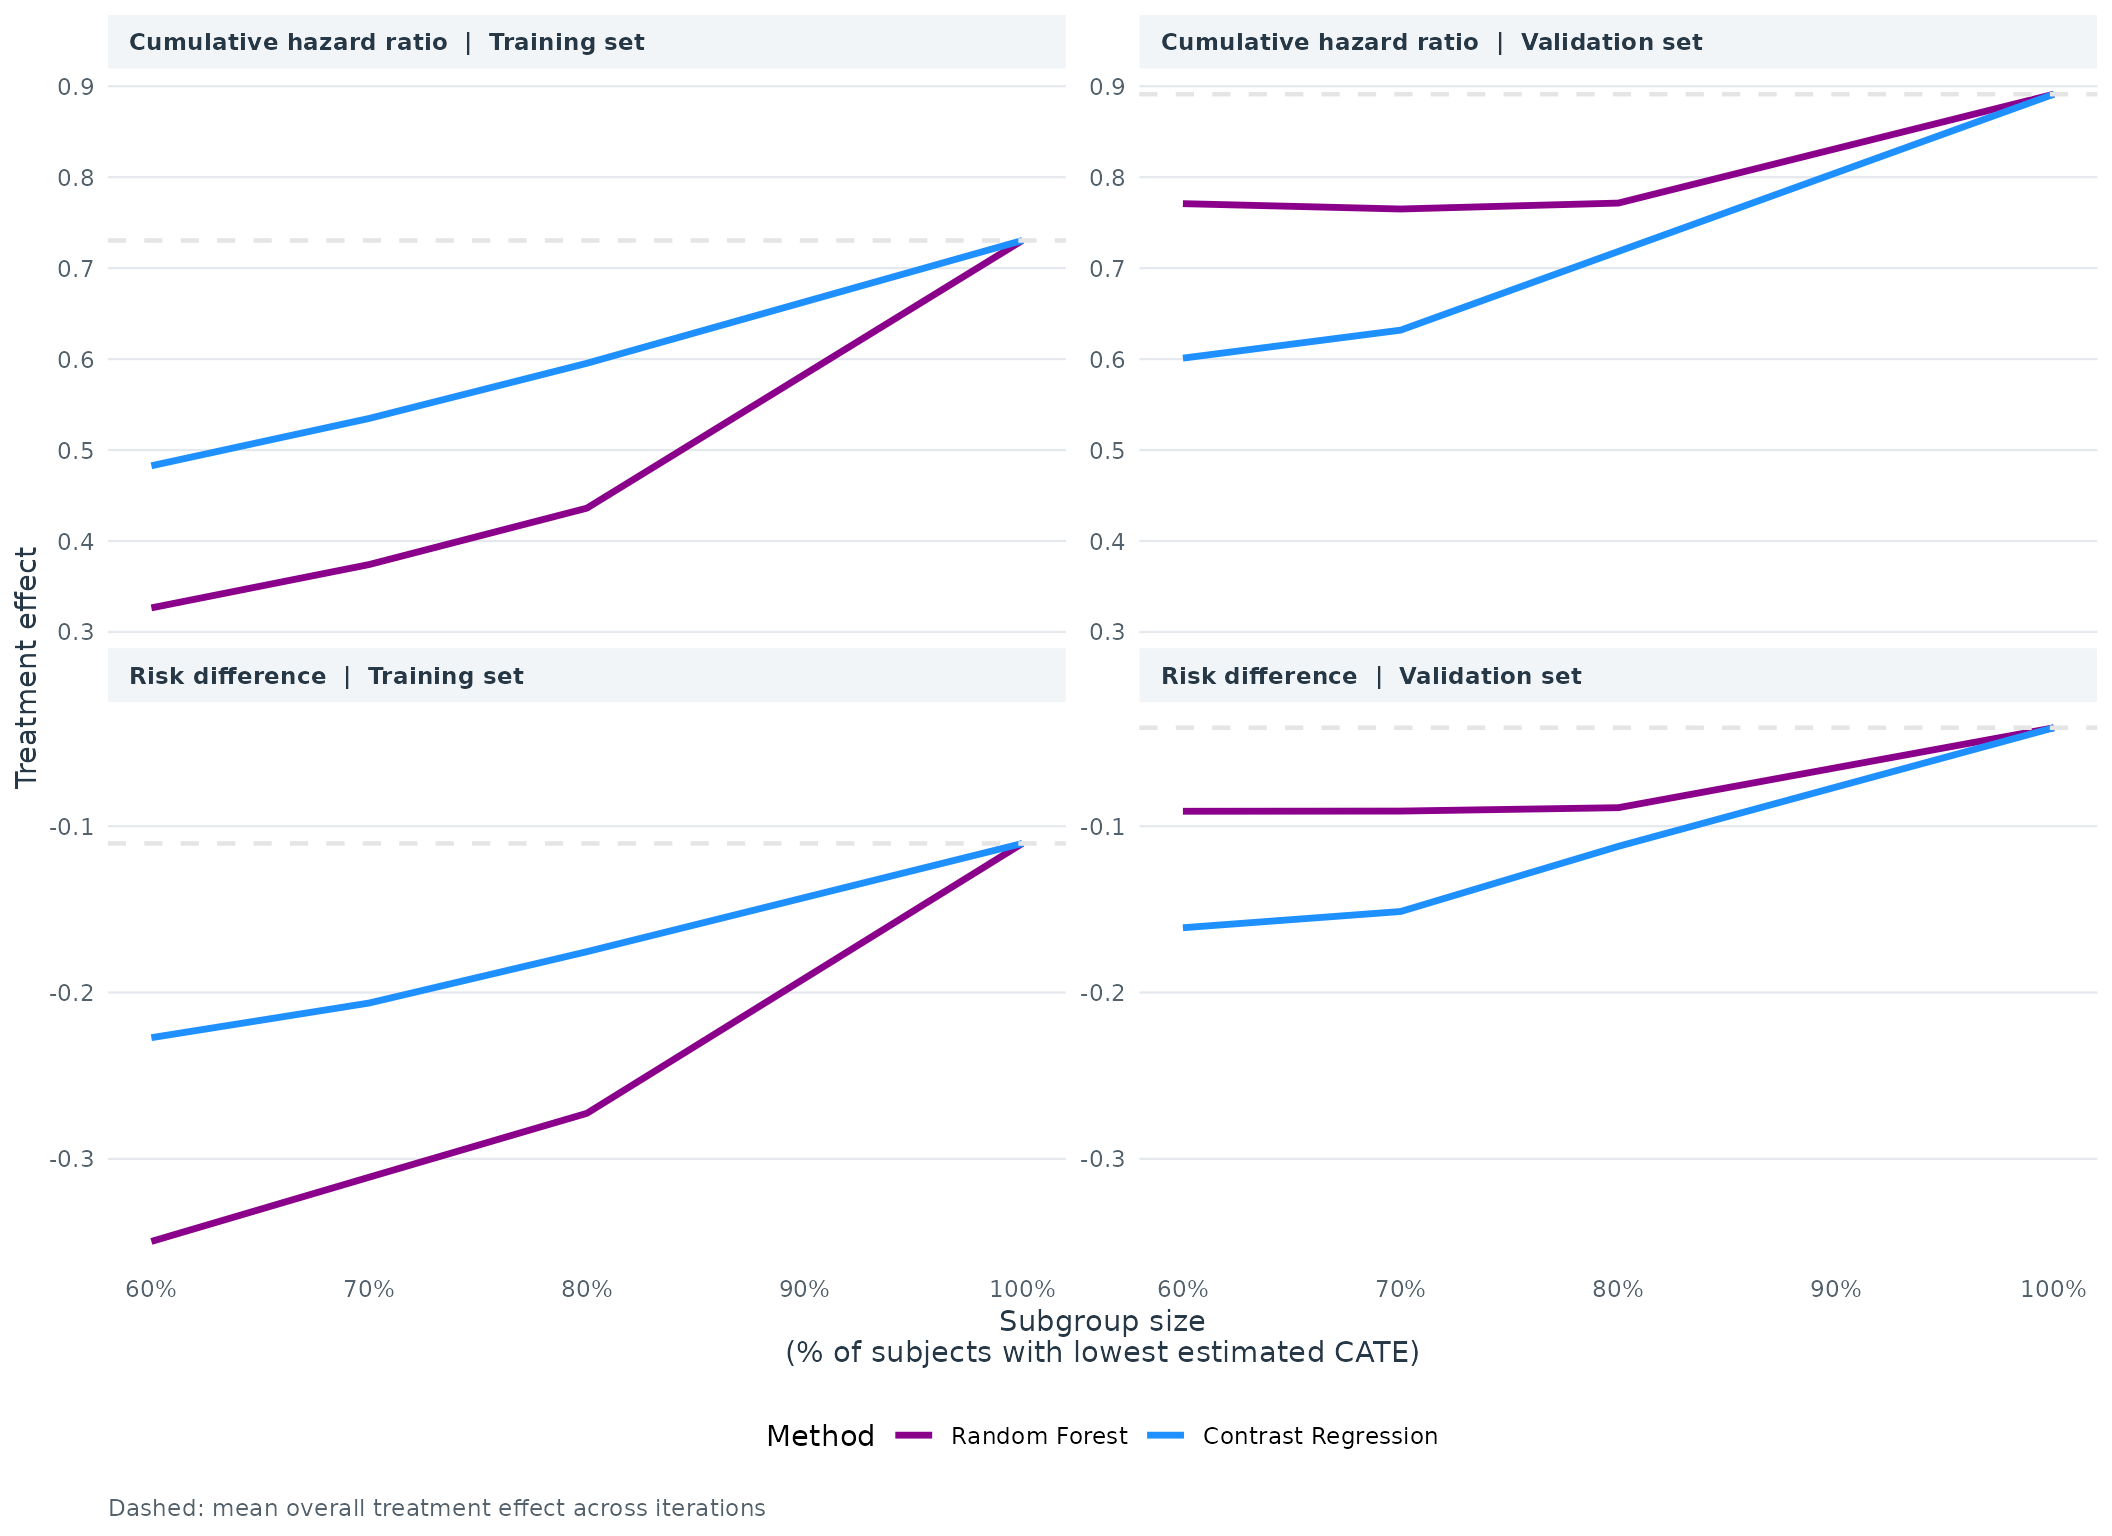 Cumulative hazard ratio | Training set
Cumulative hazard ratio | Validation set
0.9
0.8
0.7
0.6
0.5
0.4
0.3
0.9
0.8
0.7
0.6
0.5
0.4
0.3
Treatment effect
Risk difference | Training set
Risk difference | Validation set
-0.1
-0.2
-0.3
-0.1
-0.2
-0.3
60% 70% 80% 90% 100%
60% 70% 80% 90% 100%
Subgroup size
(% of subjects with lowest estimated CATE)
Method Random Forest Contrast Regression
Dashed: mean overall treatment effect across iterations